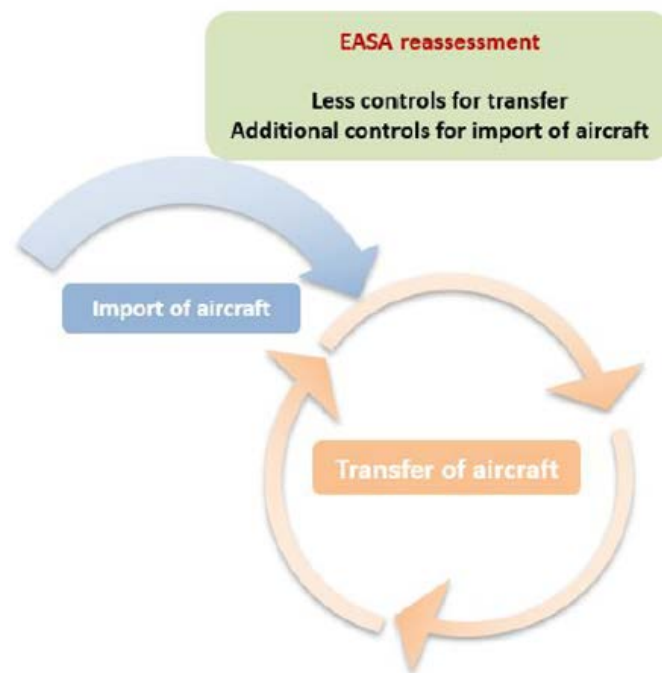 EASA reassessment
Less controls for transfer
Additional controls for import of aircraft
Import of aircraft
Transfer of aircraft